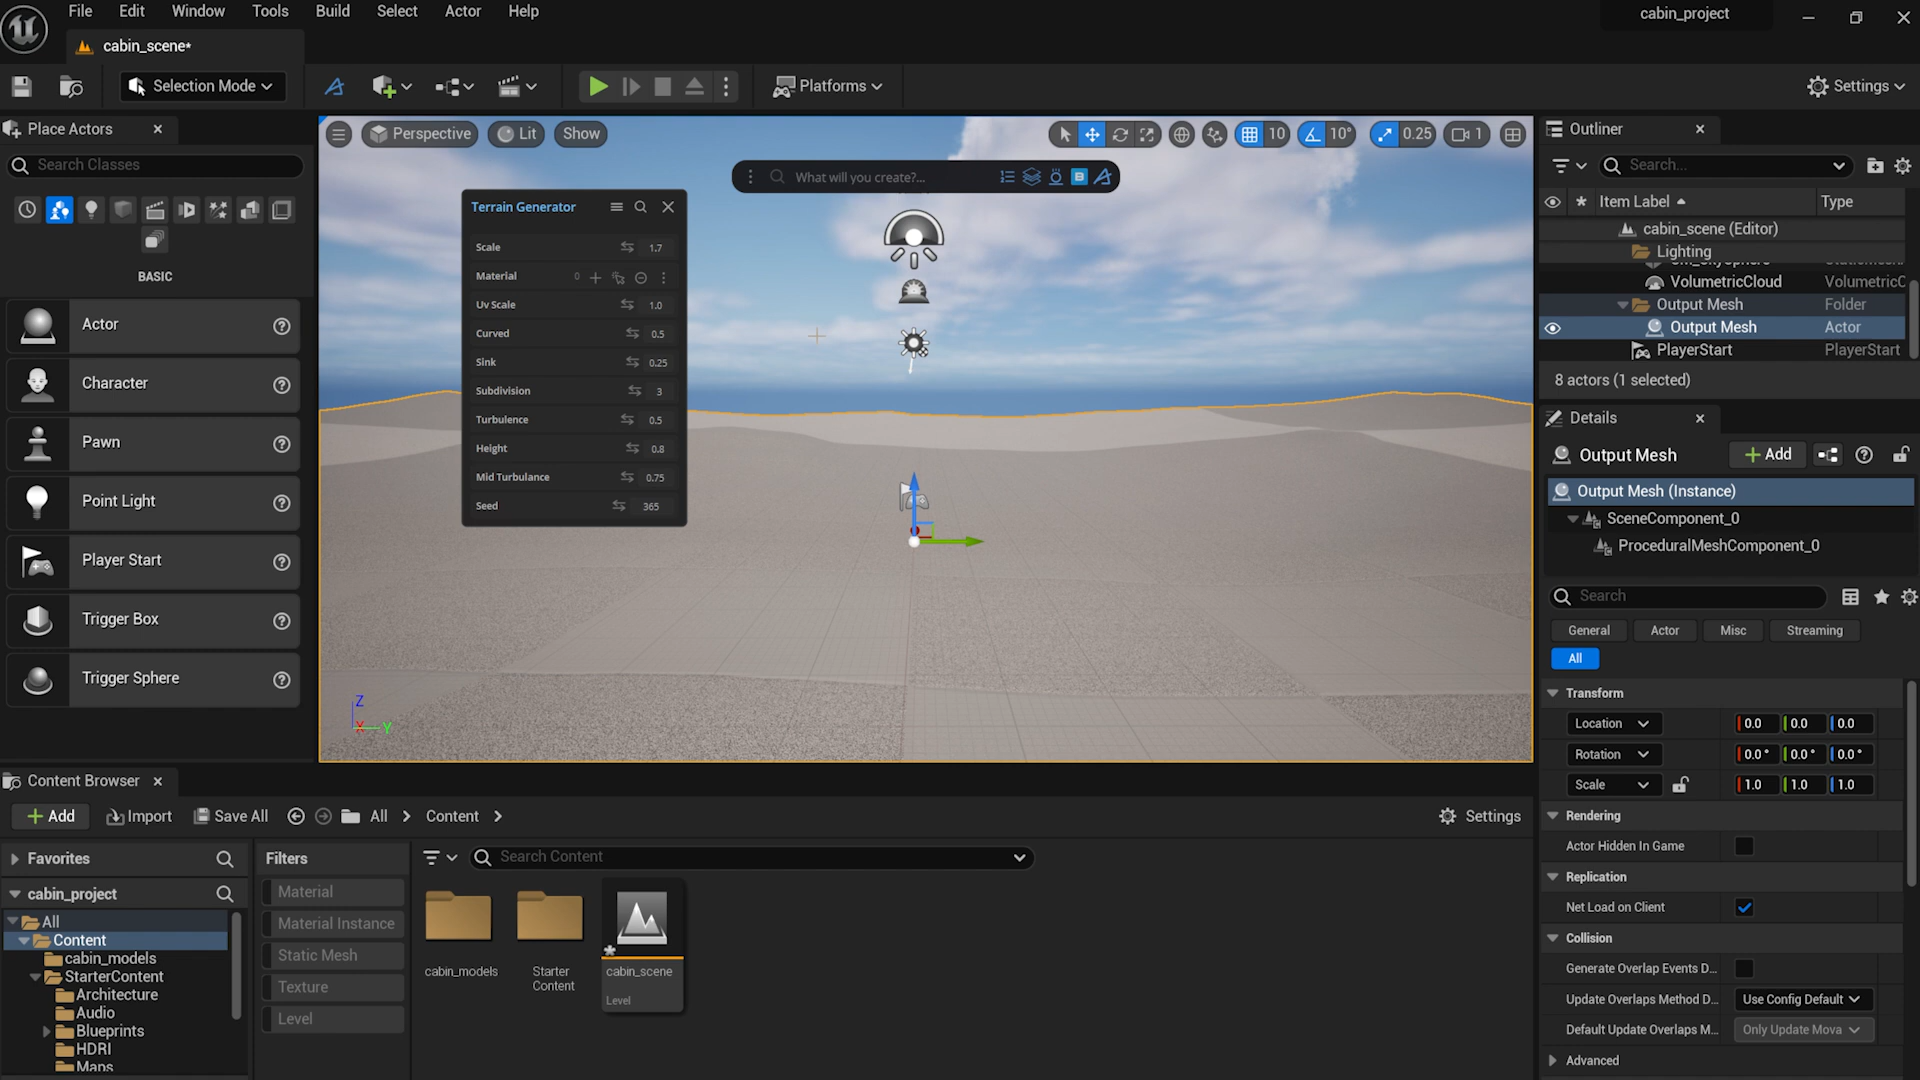 File Edit Window Tools Build Select Actor Help
cabin_project
cabin_scene*
Selection Mode
Platforms
Settings
Place Actors
Search Classes
BASIC
Actor
Character
Pawn
Point Light
Player Start
Trigger Box
Trigger Sphere
Perspective
Lit
Show
10
10°
0.25
1
What will you create?...
Terrain Generator
Scale 1.7
Material 0
Uv Scale 1.0
Curved 0.5
Sink 0.25
Subdivision 3
Turbulence 0.5
Height 0.8
Mid Turbulance 0.75
Seed 365
Z
X
Y
Outliner
Search...
Item Label Type
cabin_scene (Editor)
Lighting
VolumetricCloud VolumetricC
Output Mesh Folder
Output Mesh Actor
PlayerStart PlayerStart
8 actors (1 selected)
Details
Output Mesh
Add
Output Mesh (Instance)
SceneComponent_0
ProceduralMeshComponent_0
Search
General Actor Misc Streaming
All
Transform
Location 0.0 0.0 0.0
Rotation 0.0° 0.0° 0.0°
Scale 1.0 1.0 1.0
Rendering
Actor Hidden In Game
Replication
Net Load on Client
Collision
Generate Overlap Events D...
Update Overlaps Method D... Use Config Default
Default Update Overlaps M... Only Update Mova
Advanced
Content Browser
Add Import Save All All Content Settings
Favorites
cabin_project
All
Content
cabin_models
StarterContent
Architecture
Audio
Blueprints
HDRI
Maps
Filters
Material
Material Instance
Static Mesh
Texture
Level
Search Content
cabin_models
Starter
Content
cabin_scene
Level